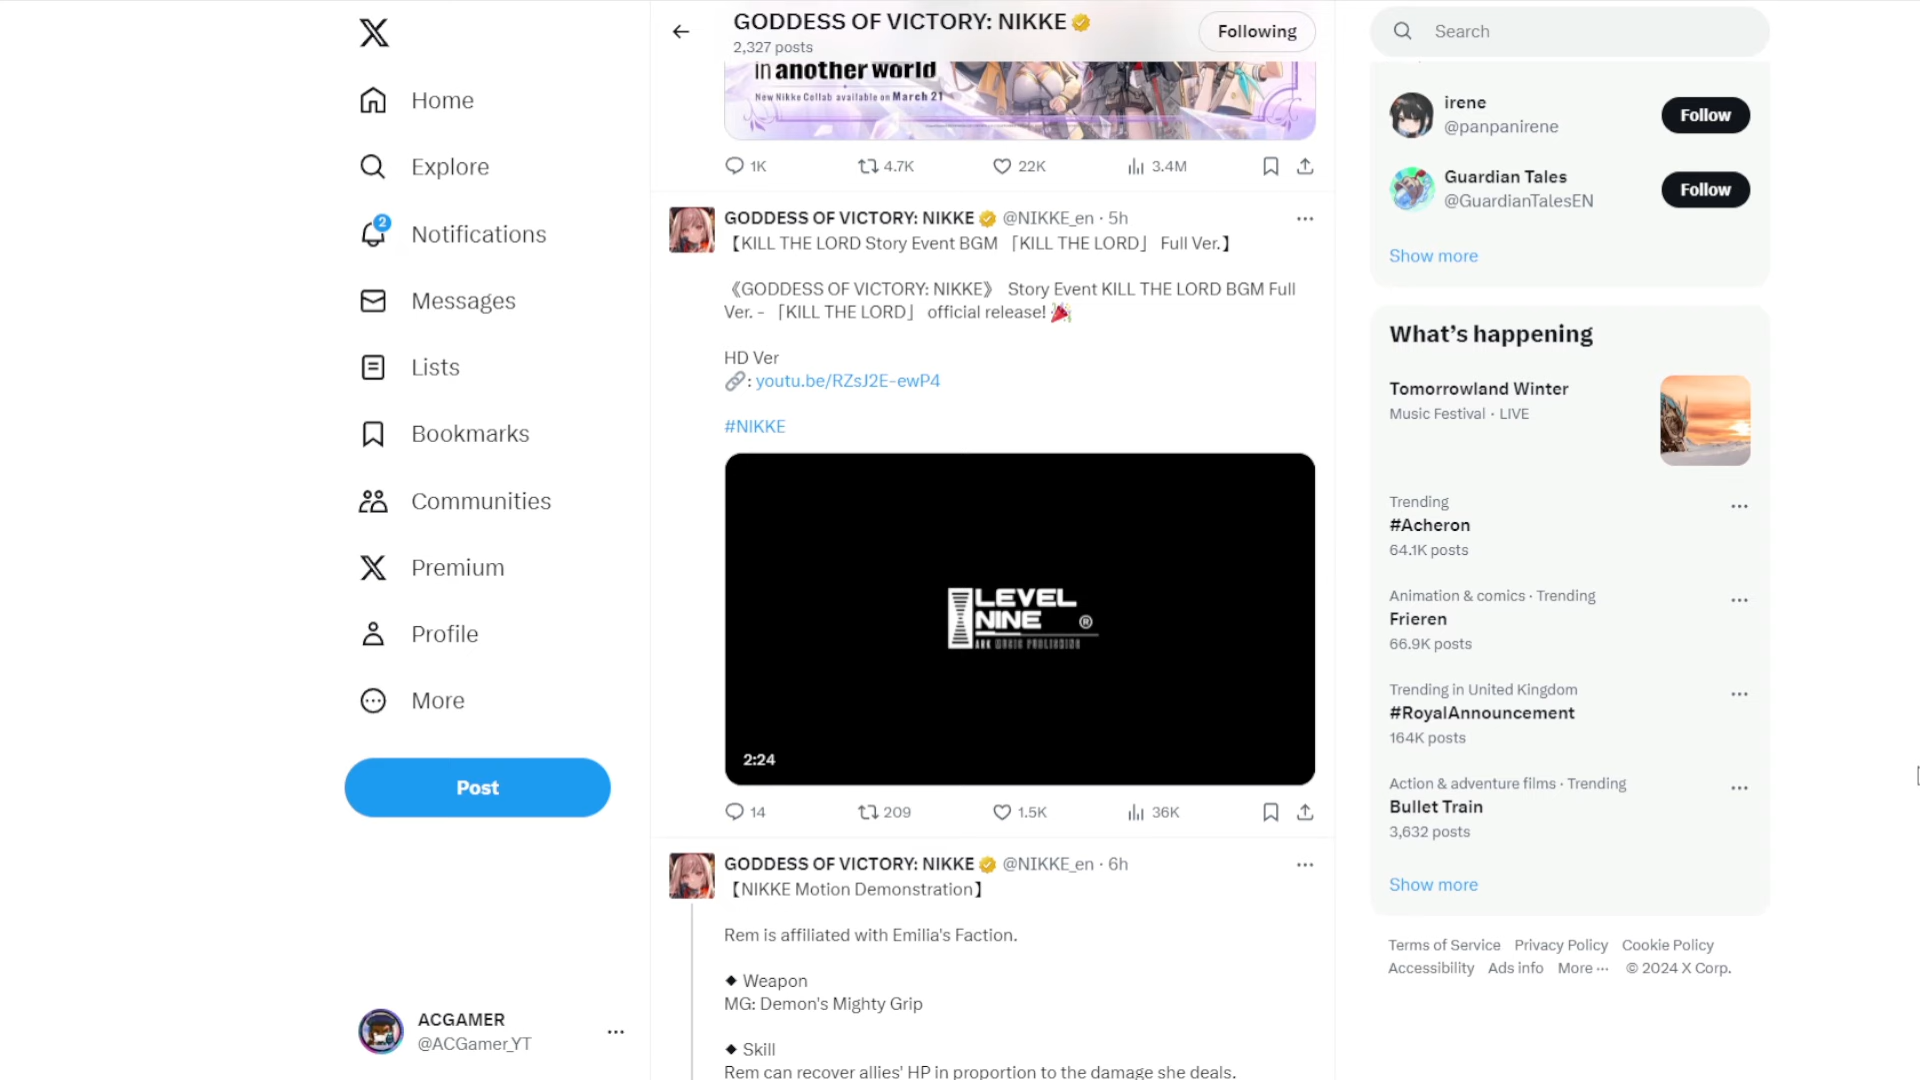 Home
Explore
2
Notifications
Messages
Lists
Bookmarks
Communities
Premium
Profile
More
Post
ACGAMER
@ACGamer_YT
GODDESS OF VICTORY: NIKKE
2,327 posts
Following
in another world
New Nikke Collab available on March 21
1K
4.7K
22K
3.4M
GODDESS OF VICTORY: NIKKE @NIKKE_en · 5h
【KILL THE LORD Story Event BGM 「KILL THE LORD」 Full Ver.】
《GODDESS OF VICTORY: NIKKE》 Story Event KILL THE LORD BGM Full
Ver. - 「KILL THE LORD」 official release! 🎉
HD Ver
🔗: youtu.be/RZsJ2E-ewP4
#NIKKE
LEVEL
NINE ®
ARK MUSIC PUBLISHING
2:24
14
209
1.5K
36K
GODDESS OF VICTORY: NIKKE @NIKKE_en · 6h
【NIKKE Motion Demonstration】
Rem is affiliated with Emilia's Faction.
◆ Weapon
MG: Demon's Mighty Grip
◆ Skill
Rem can recover allies' HP in proportion to the damage she deals.
Search
irene
@panpanirene
Follow
Guardian Tales
@GuardianTalesEN
Follow
Show more
What's happening
Tomorrowland Winter
Music Festival · LIVE
Trending
#Acheron
64.1K posts
Animation & comics · Trending
Frieren
66.9K posts
Trending in United Kingdom
#RoyalAnnouncement
164K posts
Action & adventure films · Trending
Bullet Train
3,632 posts
Show more
Terms of Service Privacy Policy Cookie Policy
Accessibility Ads info More ··· © 2024 X Corp.